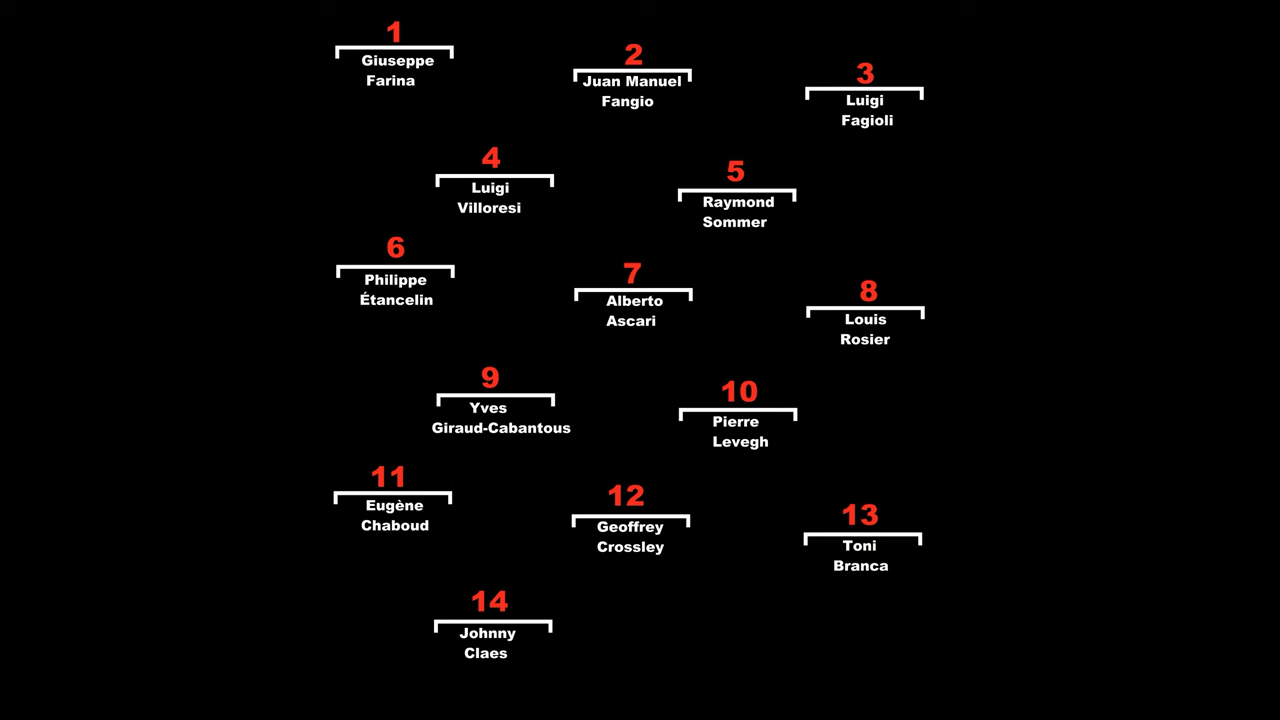 1
Giuseppe
Farina
2
Juan Manuel
Fangio
3
Luigi
Fagioli
4
Luigi
Villoresi
5
Raymond
Sommer
6
Philippe
Étancelin
7
Alberto
Ascari
8
Louis
Rosier
9
Yves
Giraud-Cabantous
10
Pierre
Levegh
11
Eugène
Chaboud
12
Geoffrey
Crossley
13
Toni
Branca
14
Johnny
Claes